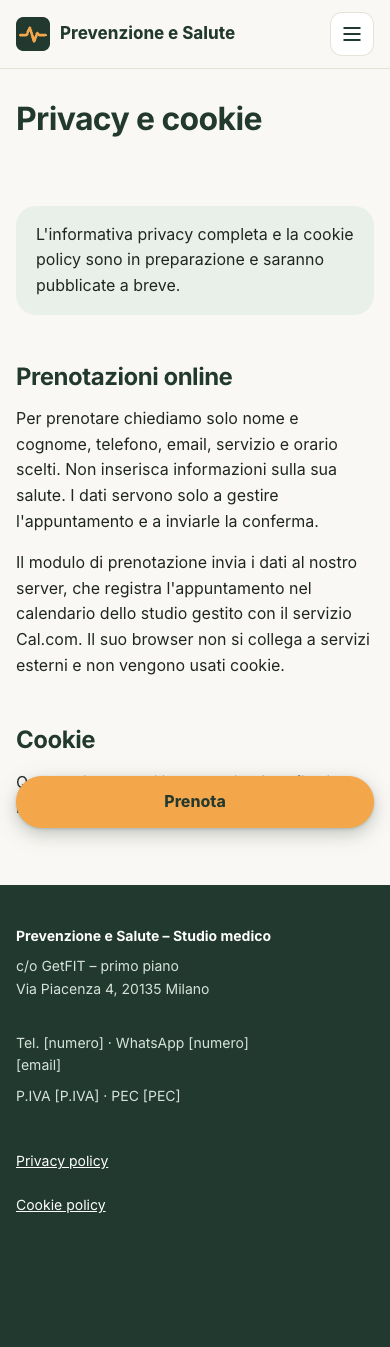 Prevenzione e Salute
Privacy e cookie
L'informativa privacy completa e la cookie
policy sono in preparazione e saranno
pubblicate a breve.
Prenotazioni online
Per prenotare chiediamo solo nome e
cognome, telefono, email, servizio e orario
scelti. Non inserisca informazioni sulla sua
salute. I dati servono solo a gestire
l'appuntamento e a inviarle la conferma.
Il modulo di prenotazione invia i dati al nostro
server, che registra l'appuntamento nel
calendario dello studio gestito con il servizio
Cal.com. Il suo browser non si collega a servizi
esterni e non vengono usati cookie.
Cookie
Prenota
Prevenzione e Salute – Studio medico
c/o GetFIT – primo piano
Via Piacenza 4, 20135 Milano
Tel. [numero] · WhatsApp [numero]
[email]
P.IVA [P.IVA] · PEC [PEC]
Privacy policy
Cookie policy